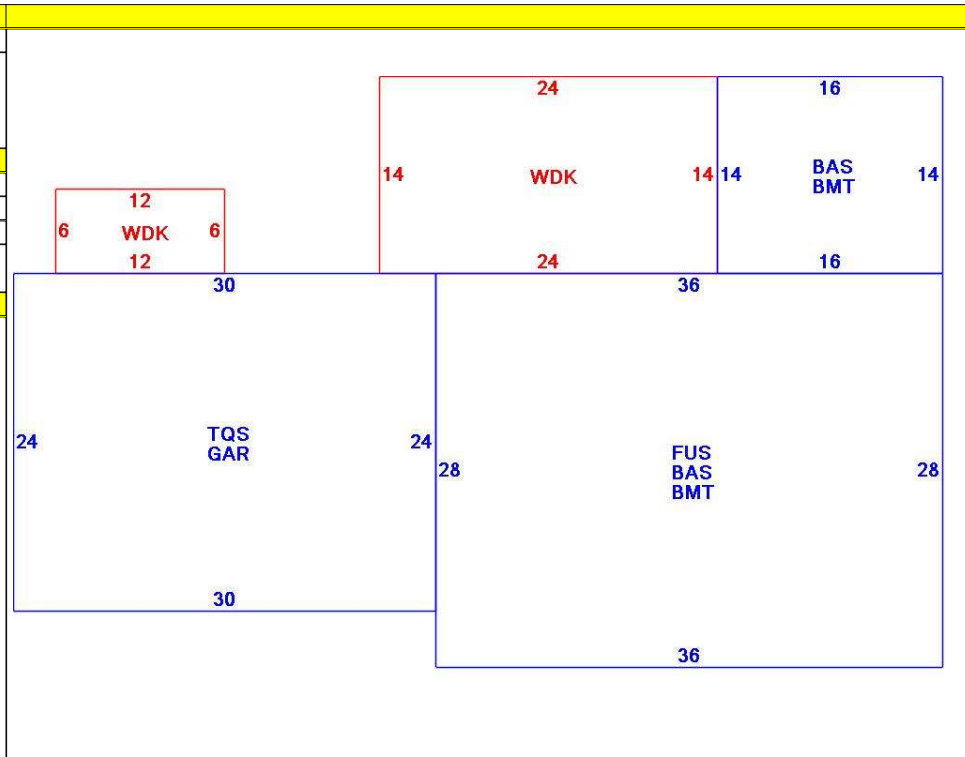 24 16
14 WDK 14 14 BAS 14
BMT
12
6 WDK 6
12 24 16
30 36
24 TQS 24
GAR
28 FUS 28
BAS
BMT
30
36